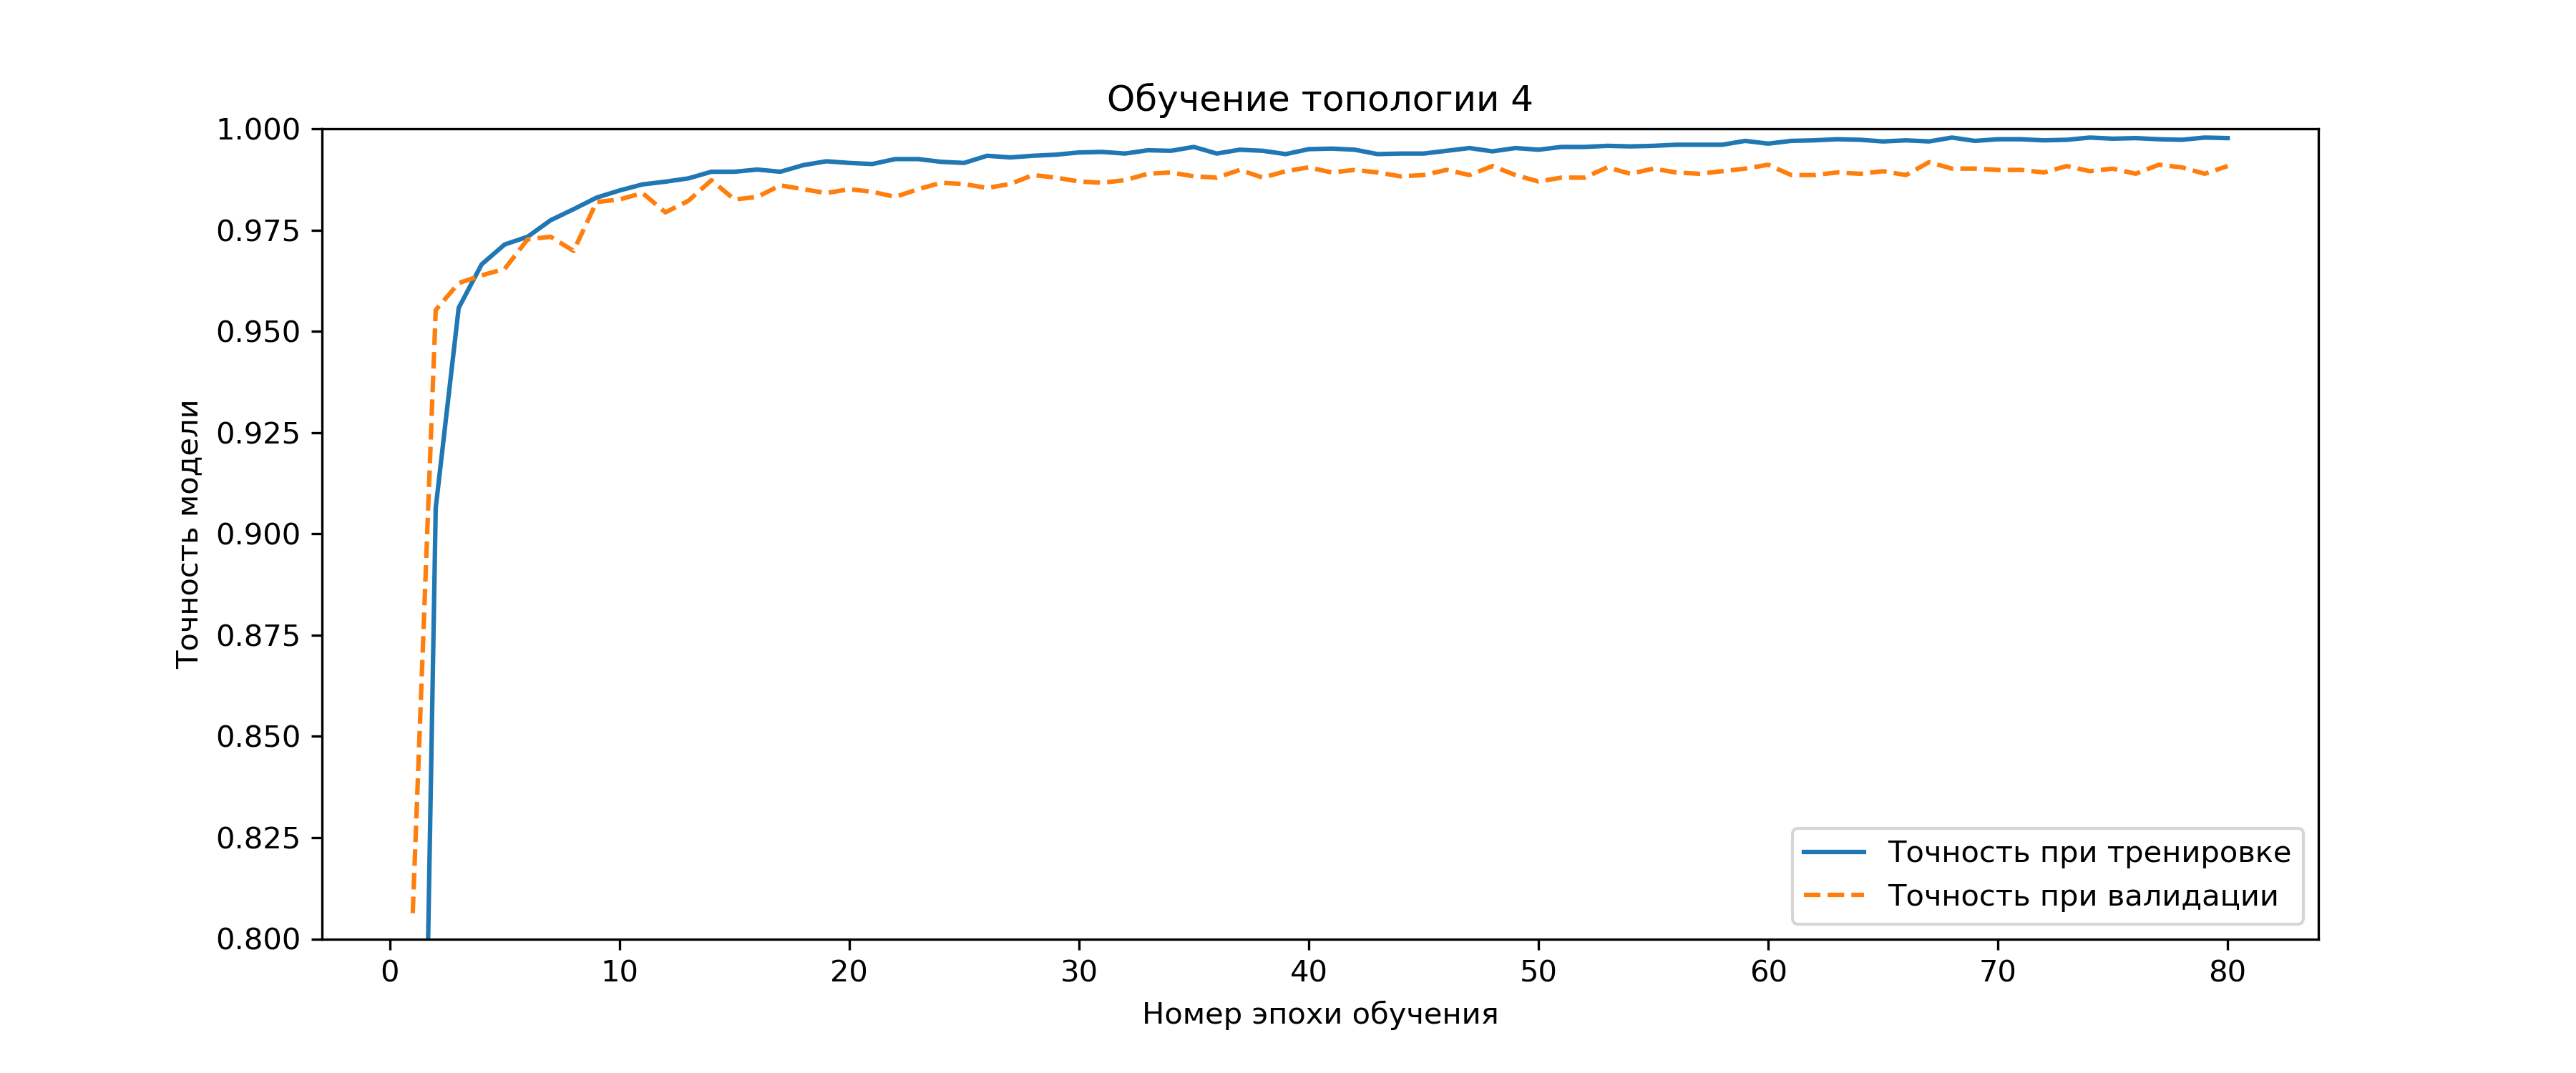 Обучение топологии 4
1.000
0.975
0.950
0.925
0.900
0.875
0.850
0.825
0.800
Точность модели
0 10 20 30 40 50 60 70 80
Номер эпохи обучения
Точность при тренировке
Точность при валидации